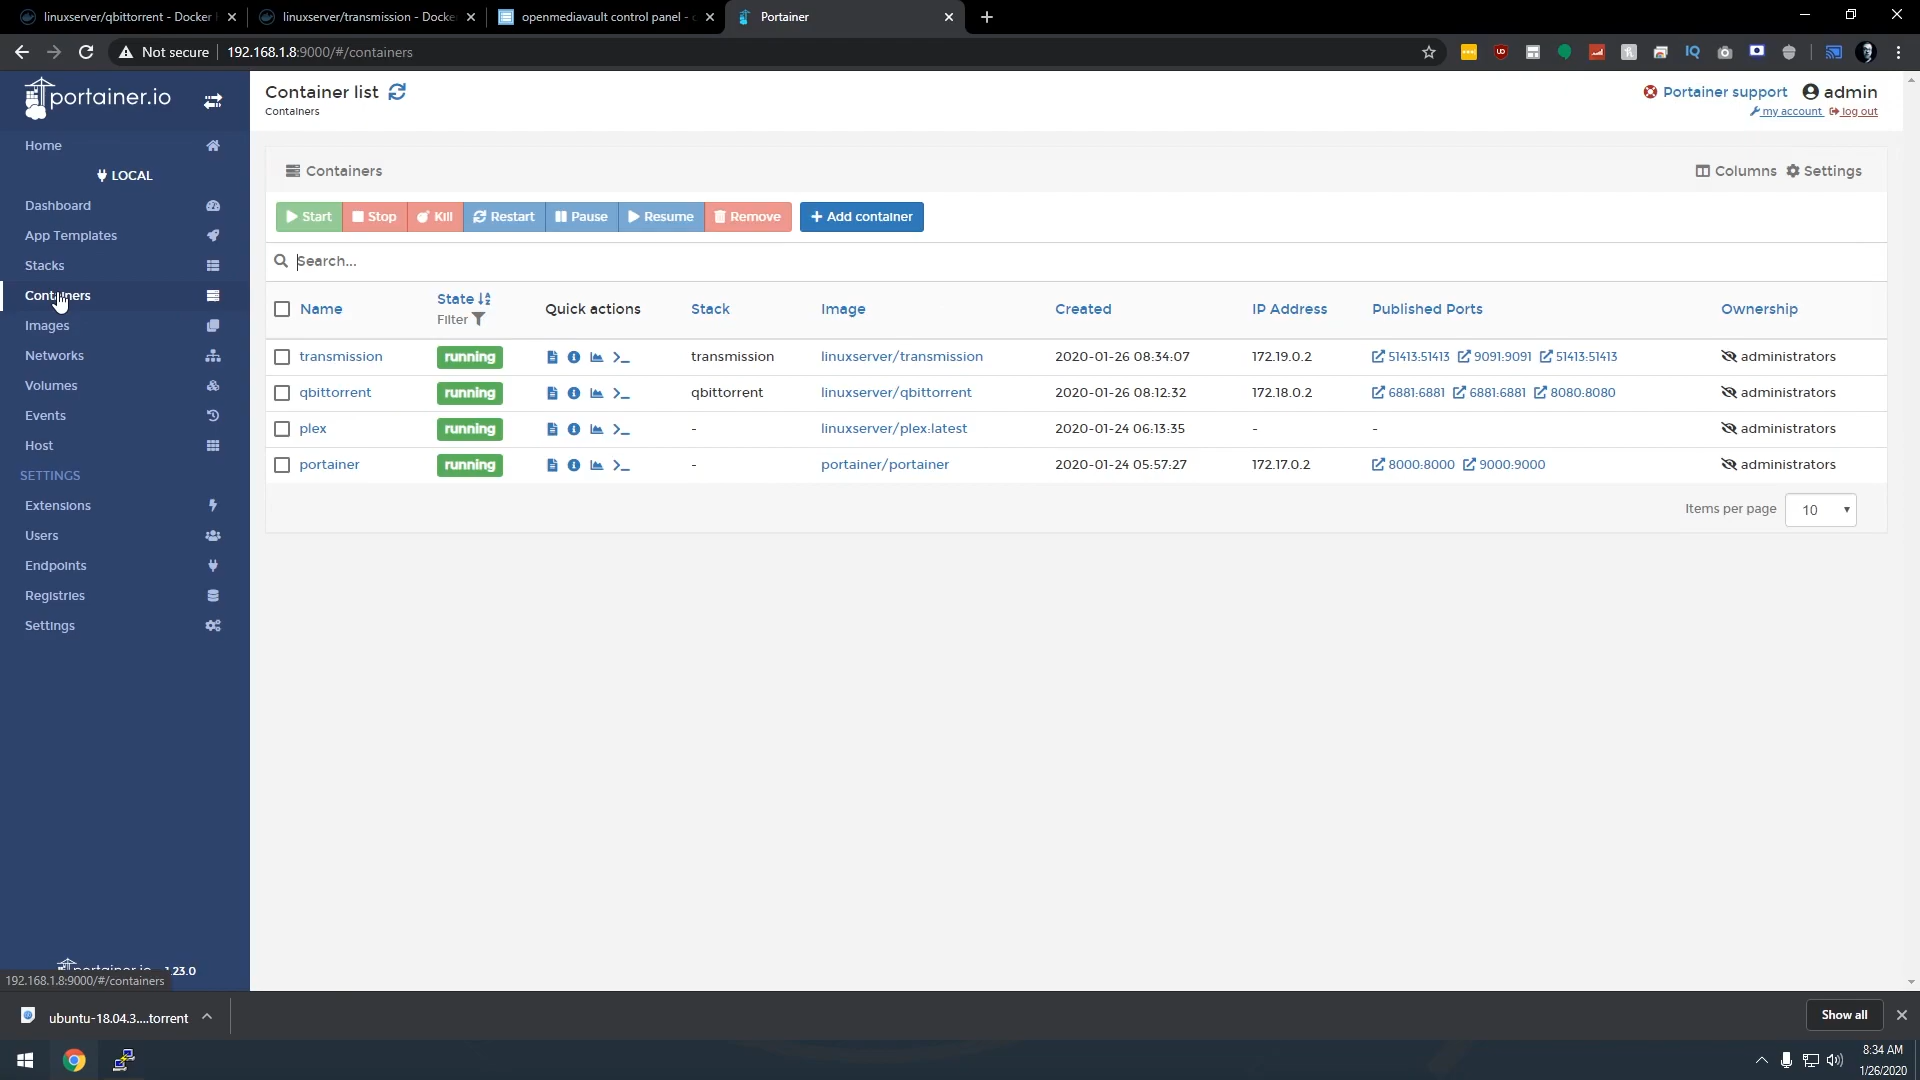 linuxserver/qbittorrent - Docker
linuxserver/transmission - Docke
openmediavault control panel -
Portainer
Not secure
192.168.1.8:9000/#/containers
portainer.io
Home
LOCAL
Dashboard
App Templates
Stacks
Containers
Images
Networks
Volumes
Events
Host
SETTINGS
Extensions
Users
Endpoints
Registries
Settings
portainer.io 1.23.0
192.168.1.8:9000/#/containers
Container list
Containers
Portainer support admin
my account log out
Containers
Columns Settings
Start Stop Kill Restart Pause Resume Remove + Add container
Search...
Name State Quick actions Stack Image Created IP Address Published Ports Ownership
Filter
transmission running transmission linuxserver/transmission 2020-01-26 08:34:07 172.19.0.2 51413:51413 9091:9091 51413:51413 administrators
qbittorrent running qbittorrent linuxserver/qbittorrent 2020-01-26 08:12:32 172.18.0.2 6881:6881 6881:6881 8080:8080 administrators
plex running - linuxserver/plex:latest 2020-01-24 06:13:35 - - administrators
portainer running - portainer/portainer 2020-01-24 05:57:27 172.17.0.2 8000:8000 9000:9000 administrators
Items per page 10
ubuntu-18.04.3....torrent
Show all
8:34 AM
1/26/2020